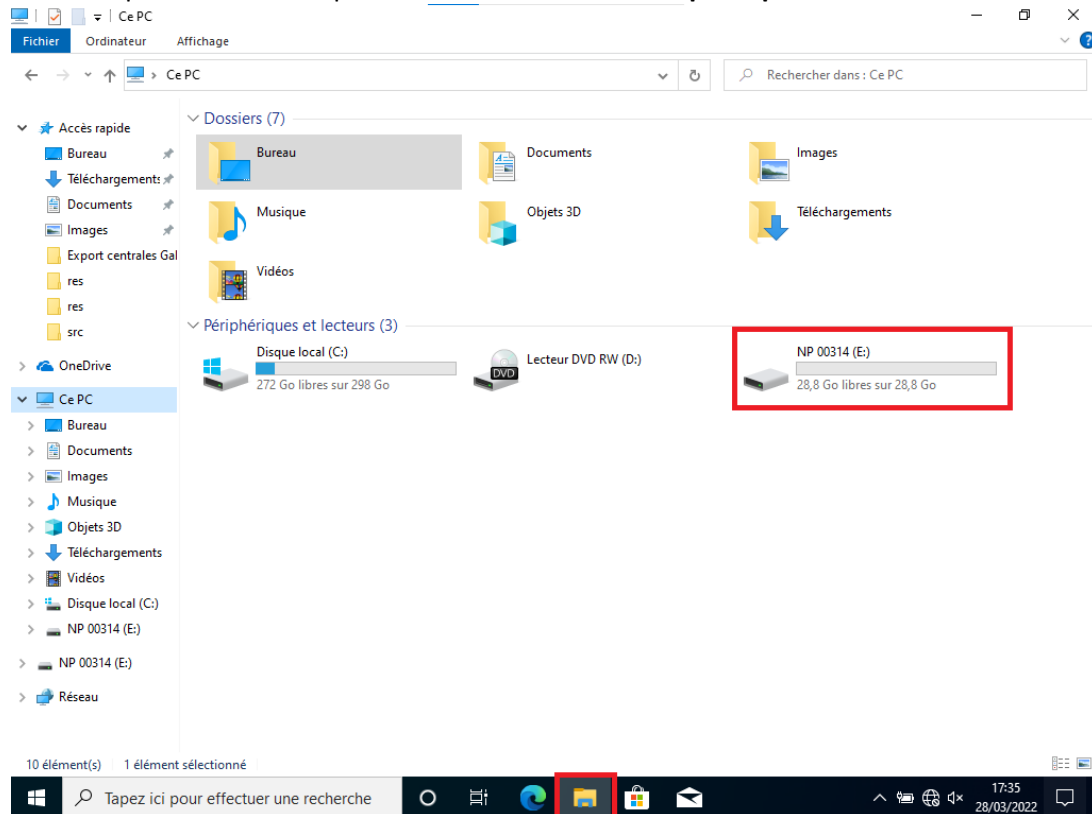 Ce PC
Fichier Ordinateur Affichage
Ce PC
Rechercher dans : Ce PC
Accès rapide
Bureau
Téléchargements
Documents
Images
Export centrales Gal
res
res
src
OneDrive
Ce PC
Bureau
Documents
Images
Musique
Objets 3D
Téléchargements
Vidéos
Disque local (C:)
NP 00314 (E:)
NP 00314 (E:)
Réseau
Dossiers (7)
Bureau
Documents
Images
Musique
Objets 3D
Téléchargements
Vidéos
Périphériques et lecteurs (3)
Disque local (C:)
272 Go libres sur 298 Go
DVD
Lecteur DVD RW (D:)
NP 00314 (E:)
28,8 Go libres sur 28,8 Go
10 élément(s) 1 élément sélectionné
Tapez ici pour effectuer une recherche
17:35
28/03/2022